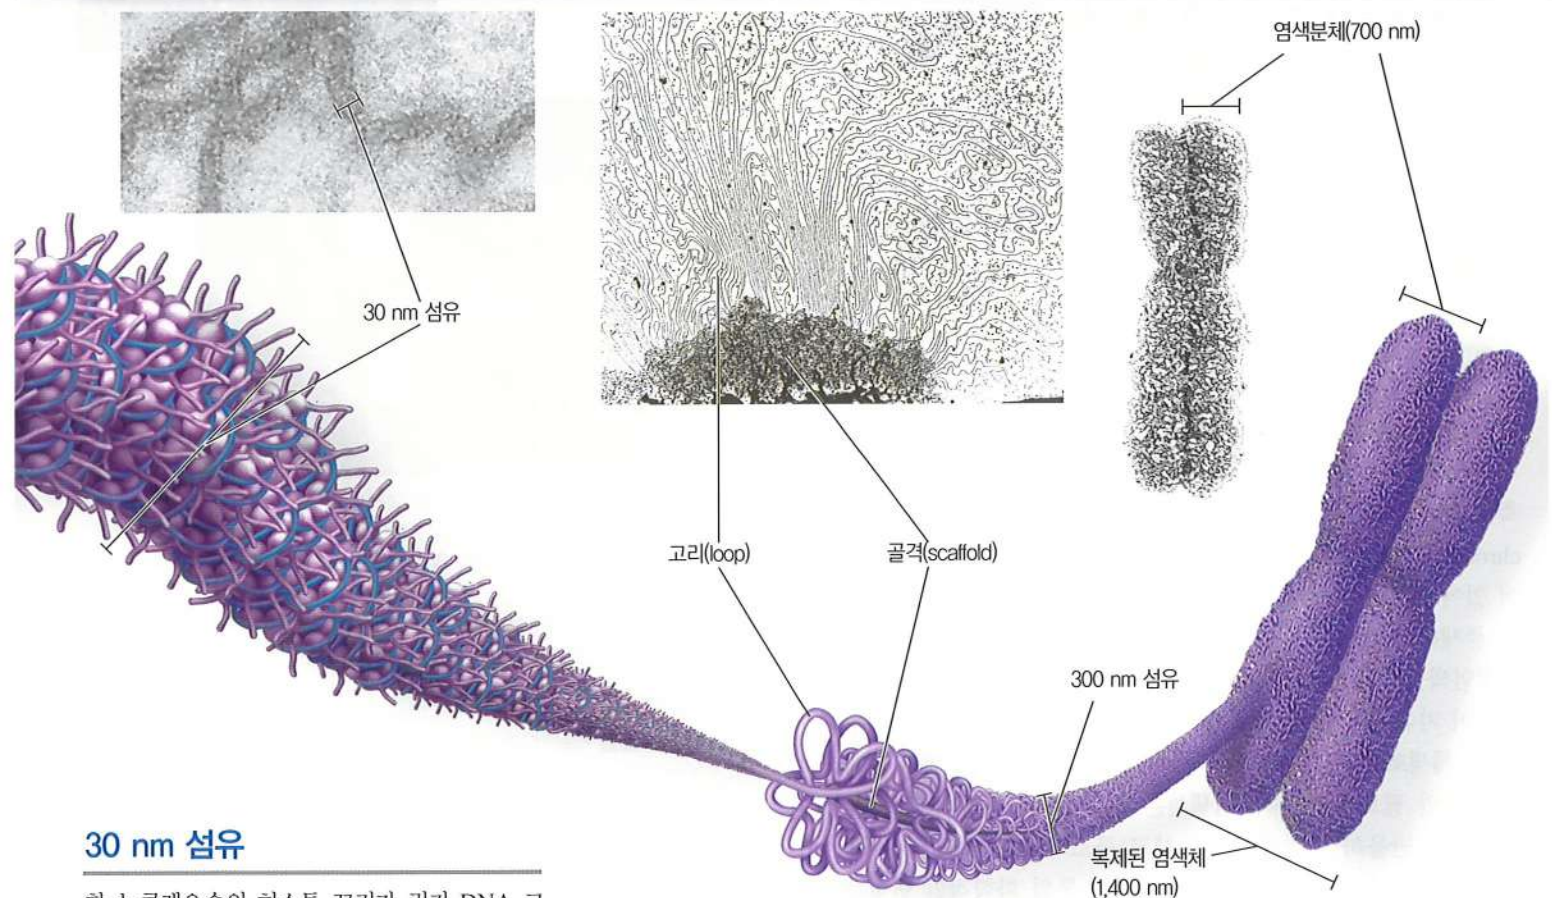 염색분체(700 nm)
30 nm 섬유
고리(loop)
골격(scaffold)
300 nm 섬유
복제된 염색체
(1,400 nm)
30 nm 섬유